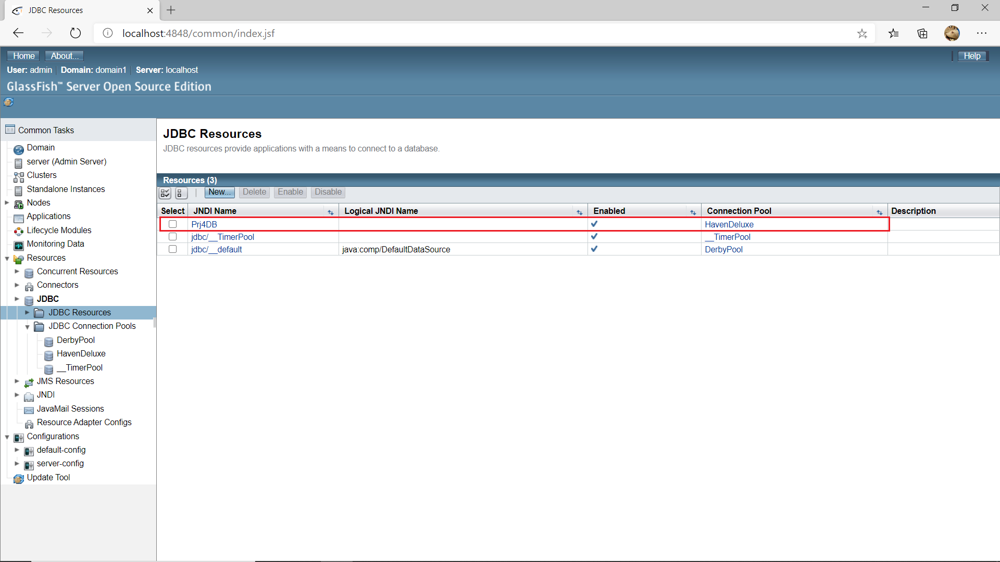 JDBC Resources
localhost:4848/common/index.jsf
Home About... Help
User: admin Domain: domain1 Server: localhost
GlassFish™ Server Open Source Edition
Common Tasks
Domain
server (Admin Server)
Clusters
Standalone Instances
Nodes
Applications
Lifecycle Modules
Monitoring Data
Resources
Concurrent Resources
Connectors
JDBC
JDBC Resources
JDBC Connection Pools
DerbyPool
HavenDeluxe
__TimerPool
JMS Resources
JNDI
JavaMail Sessions
Resource Adapter Configs
Configurations
default-config
server-config
Update Tool
JDBC Resources
JDBC resources provide applications with a means to connect to a database.
Resources (3)
New... Delete Enable Disable
Select JNDI Name Logical JNDI Name Enabled Connection Pool Description
Prj4DB HavenDeluxe
jdbc/__TimerPool __TimerPool
jdbc/__default java:comp/DefaultDataSource DerbyPool